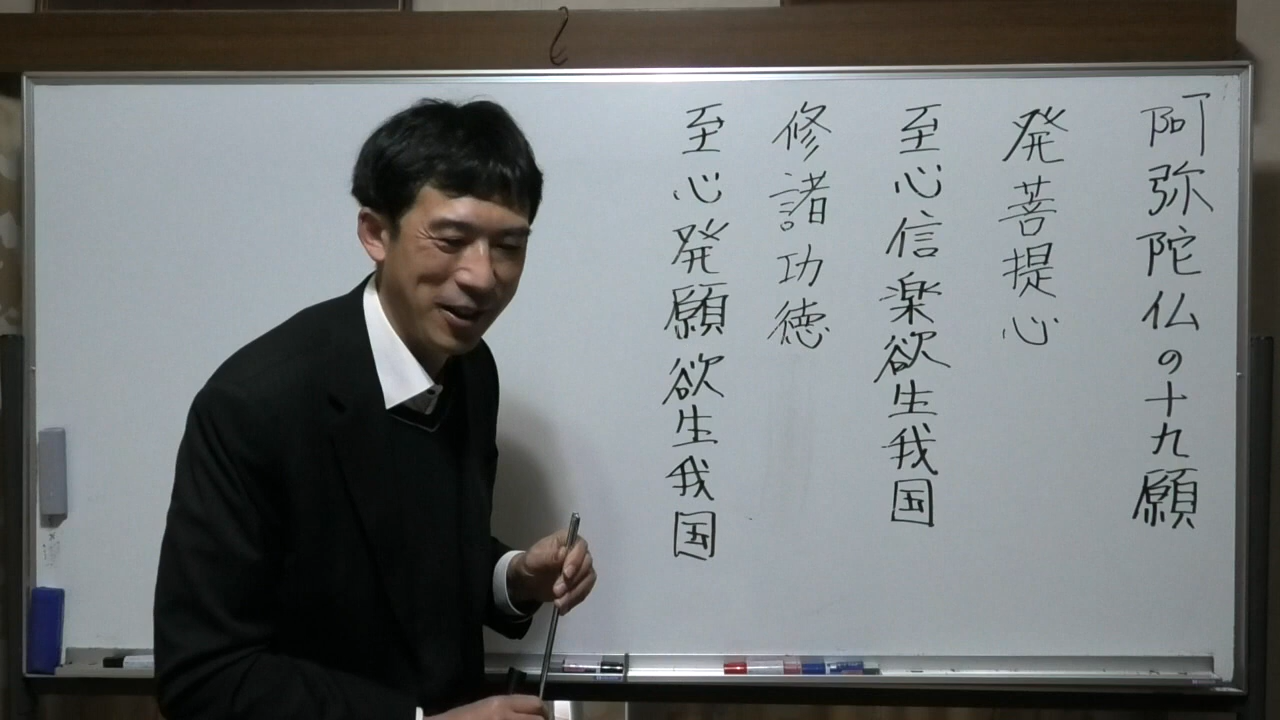 阿弥陀仏の十九願
発菩提心
至心信楽欲生我国
修諸功徳
至心発願欲生我国